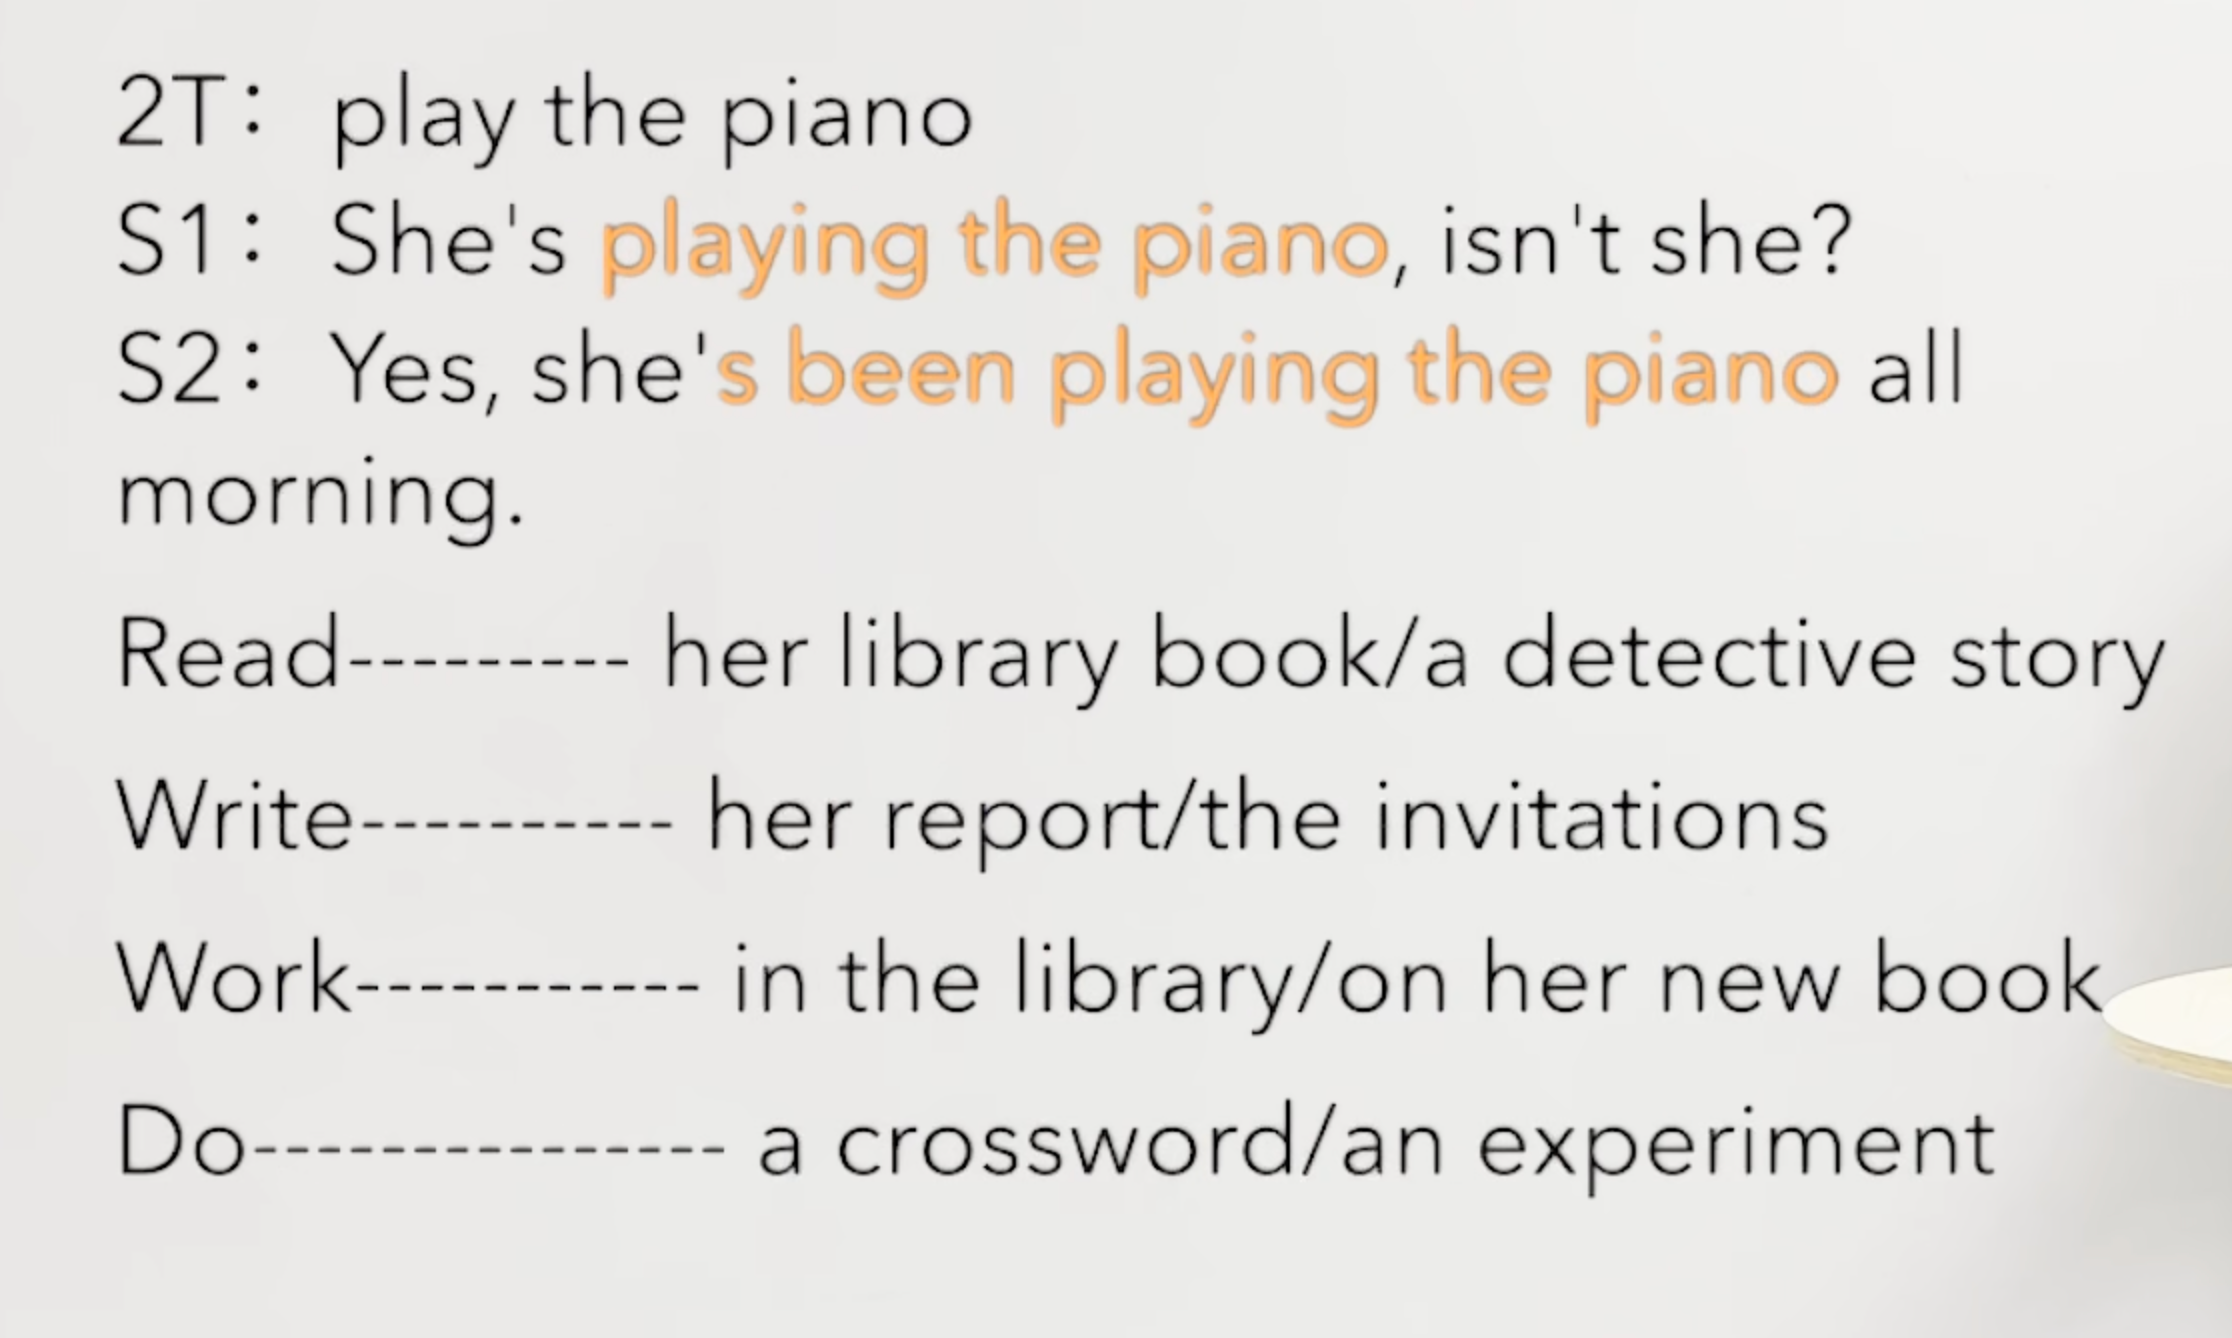 2T： play the piano
S1： She's playing the piano, isn't she?
S2： Yes, she's been playing the piano all
morning.
Read--------- her library book/a detective story
Write---------- her report/the invitations
Work----------- in the library/on her new book
Do--------------- a crossword/an experiment